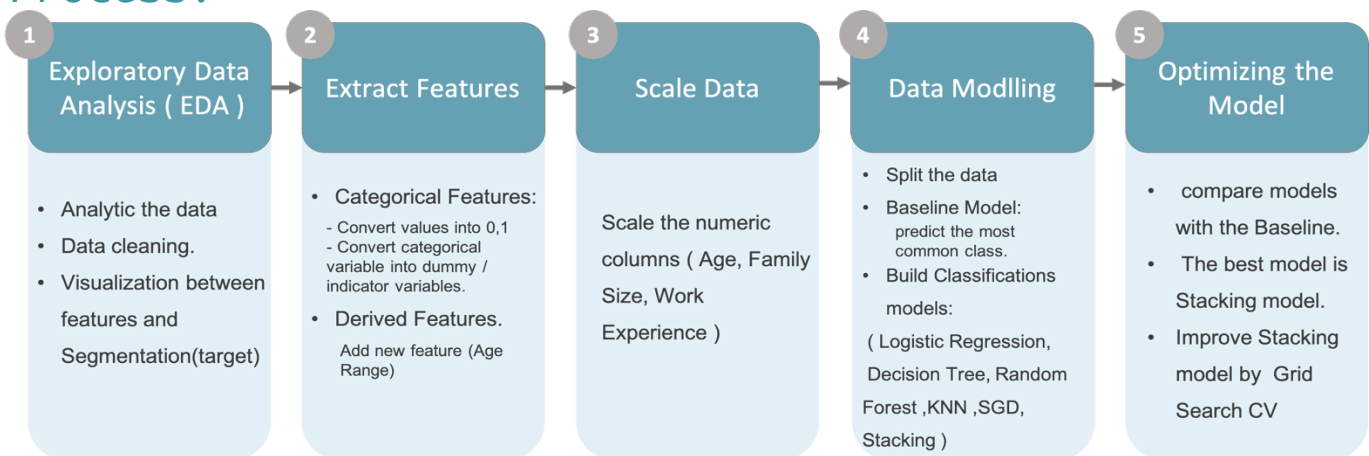 Process:
1
Exploratory Data
Analysis ( EDA )
• Analytic the data
• Data cleaning.
• Visualization between
features and
Segmentation(target)
2
Extract Features
• Categorical Features:
- Convert values into 0,1
- Convert categorical
variable into dummy /
indicator variables.
• Derived Features.
Add new feature (Age
Range)
3
Scale Data
Scale the numeric
columns ( Age, Family
Size, Work
Experience )
4
Data Modlling
• Split the data
• Baseline Model:
predict the most
common class.
• Build Classifications
models:
( Logistic Regression,
Decision Tree, Random
Forest ,KNN ,SGD,
Stacking )
5
Optimizing the
Model
• compare models
with the Baseline.
• The best model is
Stacking model.
• Improve Stacking
model by Grid
Search CV